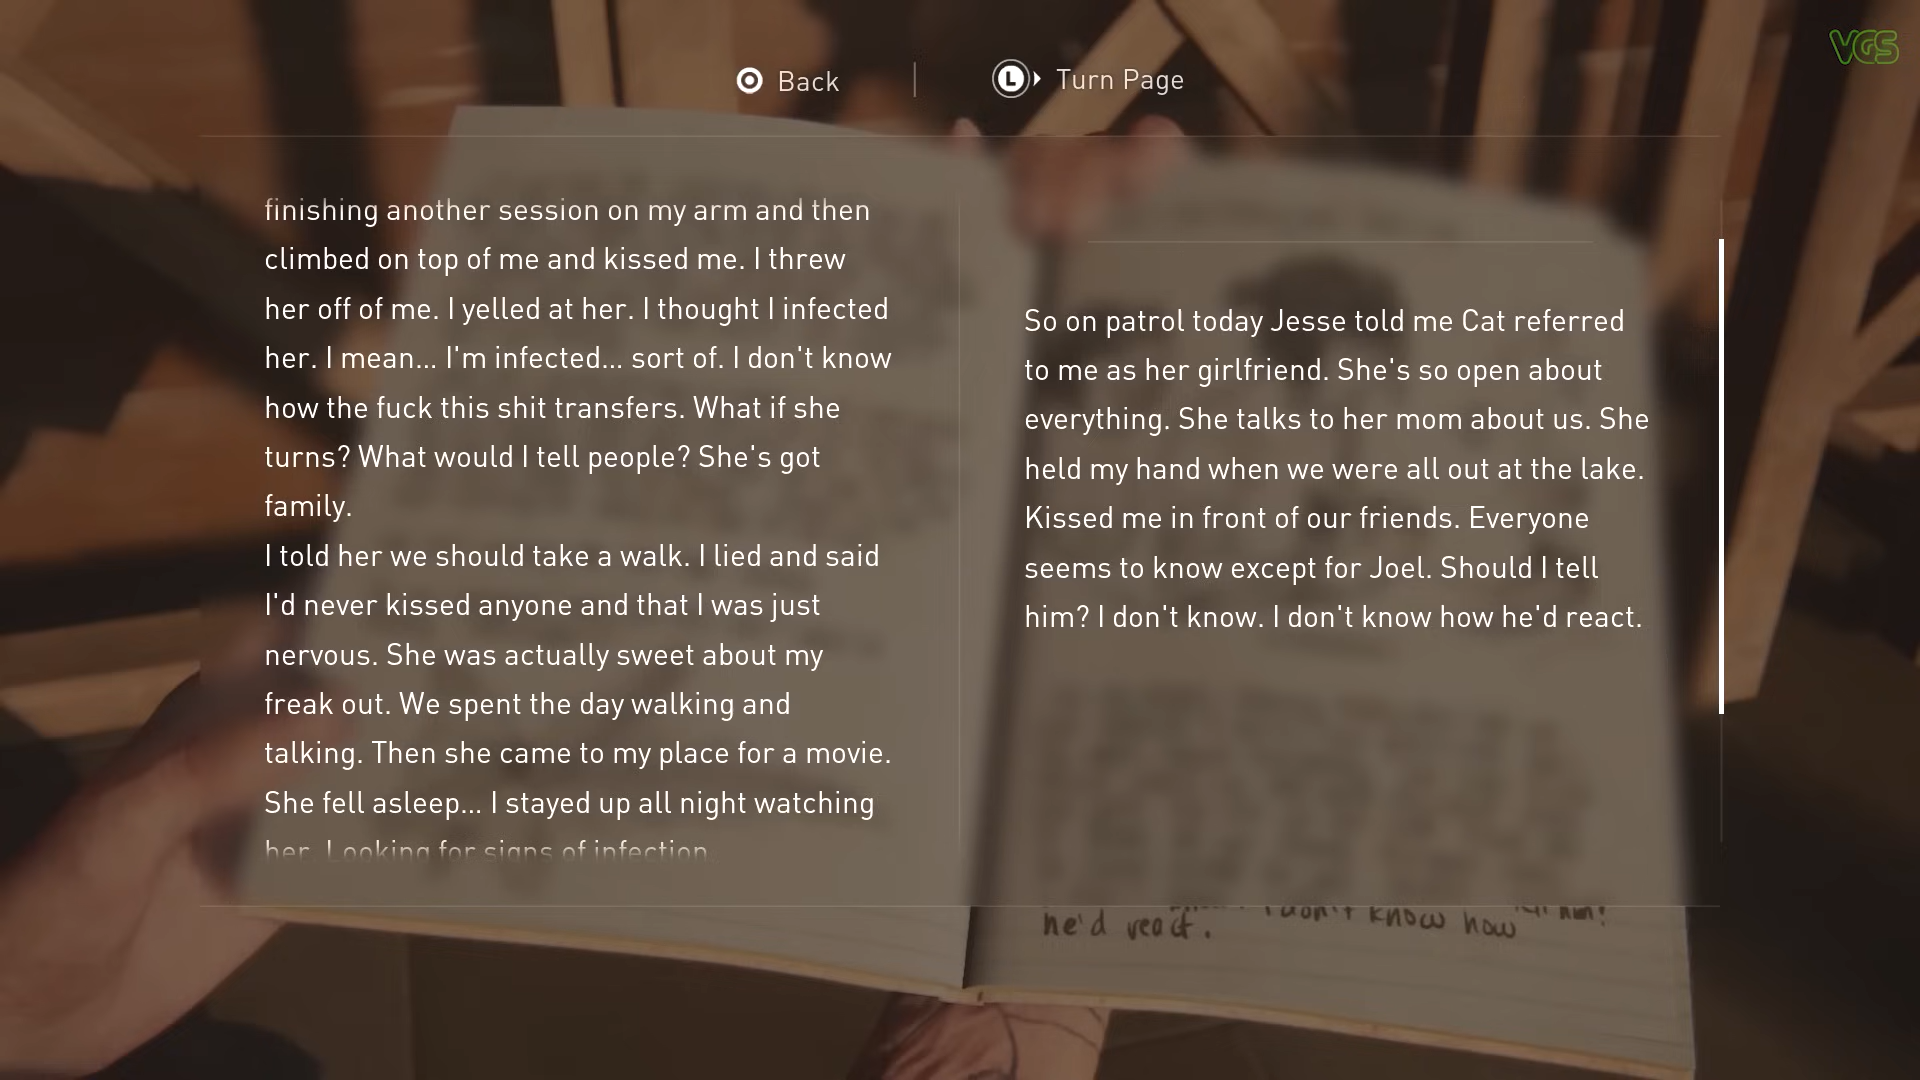 VGS
Back
L Turn Page
finishing another session on my arm and then
climbed on top of me and kissed me. I threw
her off of me. I yelled at her. I thought I infected
her. I mean... I'm infected... sort of. I don't know
how the fuck this shit transfers. What if she
turns? What would I tell people? She's got
family.
I told her we should take a walk. I lied and said
I'd never kissed anyone and that I was just
nervous. She was actually sweet about my
freak out. We spent the day walking and
talking. Then she came to my place for a movie.
She fell asleep... I stayed up all night watching
her. Looking for signs of infection.
So on patrol today Jesse told me Cat referred
to me as her girlfriend. She's so open about
everything. She talks to her mom about us. She
held my hand when we were all out at the lake.
Kissed me in front of our friends. Everyone
seems to know except for Joel. Should I tell
him? I don't know. I don't know how he'd react.
I don't know how
he'd react.